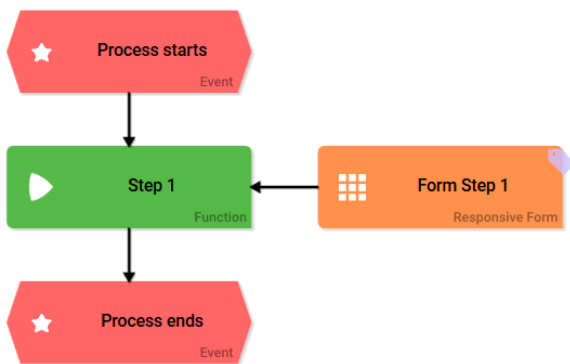 Process starts
Event
Step 1
Function
Form Step 1
Responsive Form
Process ends
Event